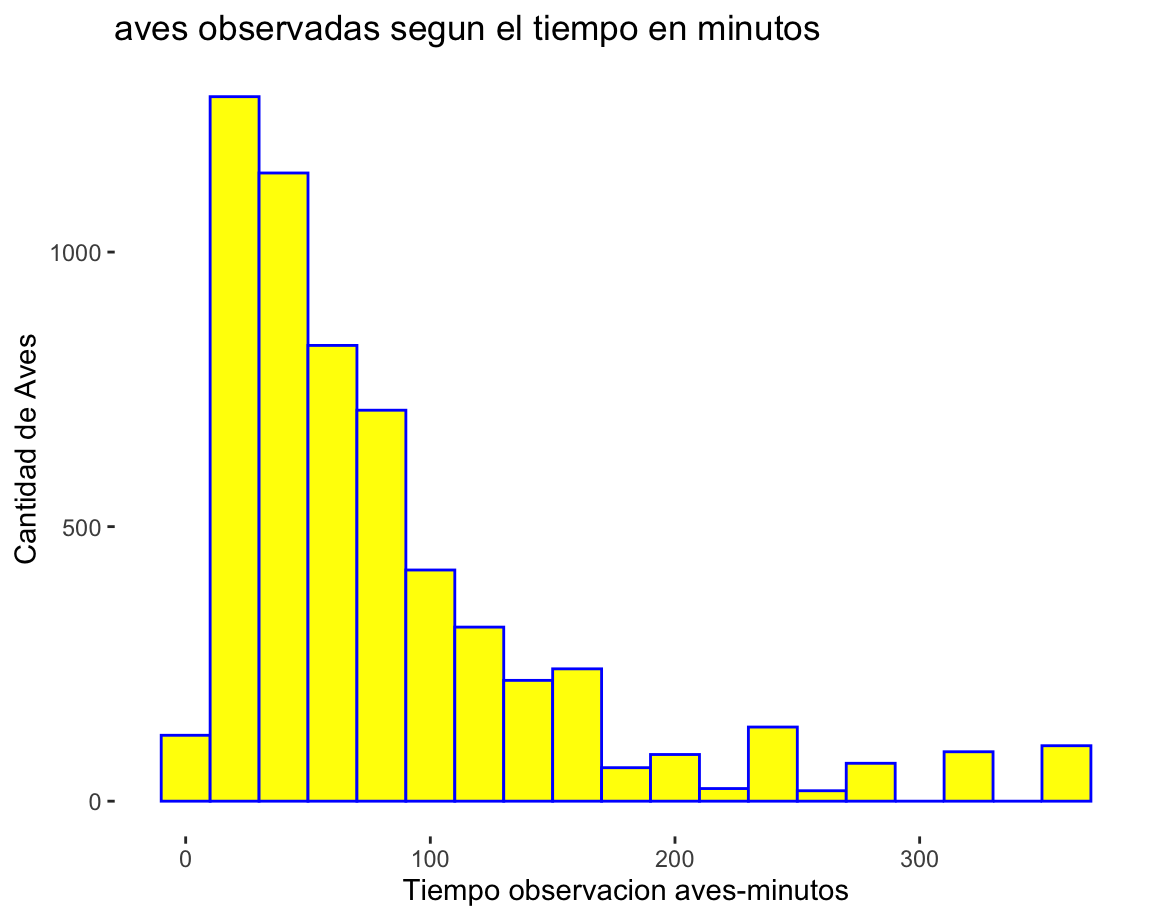 aves observadas segun el tiempo en minutos
Cantidad de Aves
1000
500
0
0 100 200 300
Tiempo observacion aves-minutos